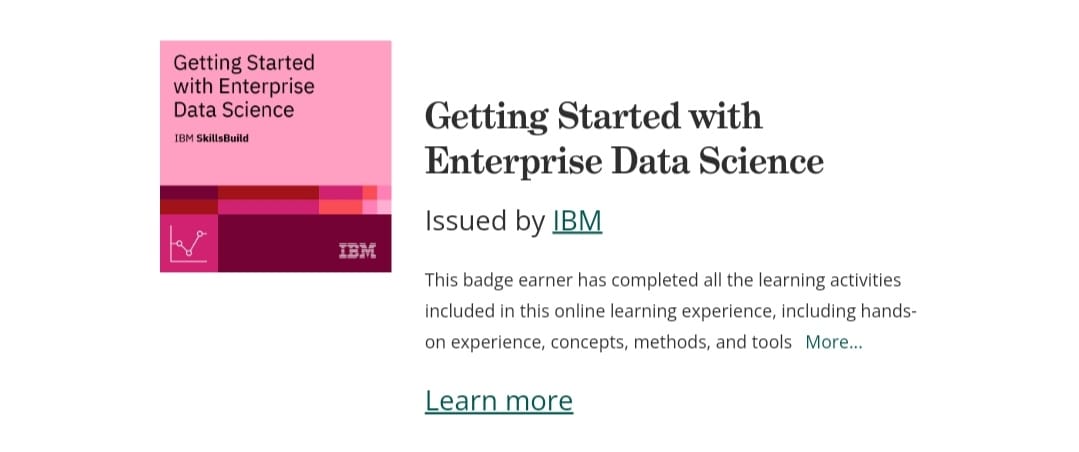 Getting Started
with Enterprise
Data Science
IBM SkillsBuild
IBM
Getting Started with
Enterprise Data Science
Issued by IBM
This badge earner has completed all the learning activities
included in this online learning experience, including hands-
on experience, concepts, methods, and tools More...
Learn more